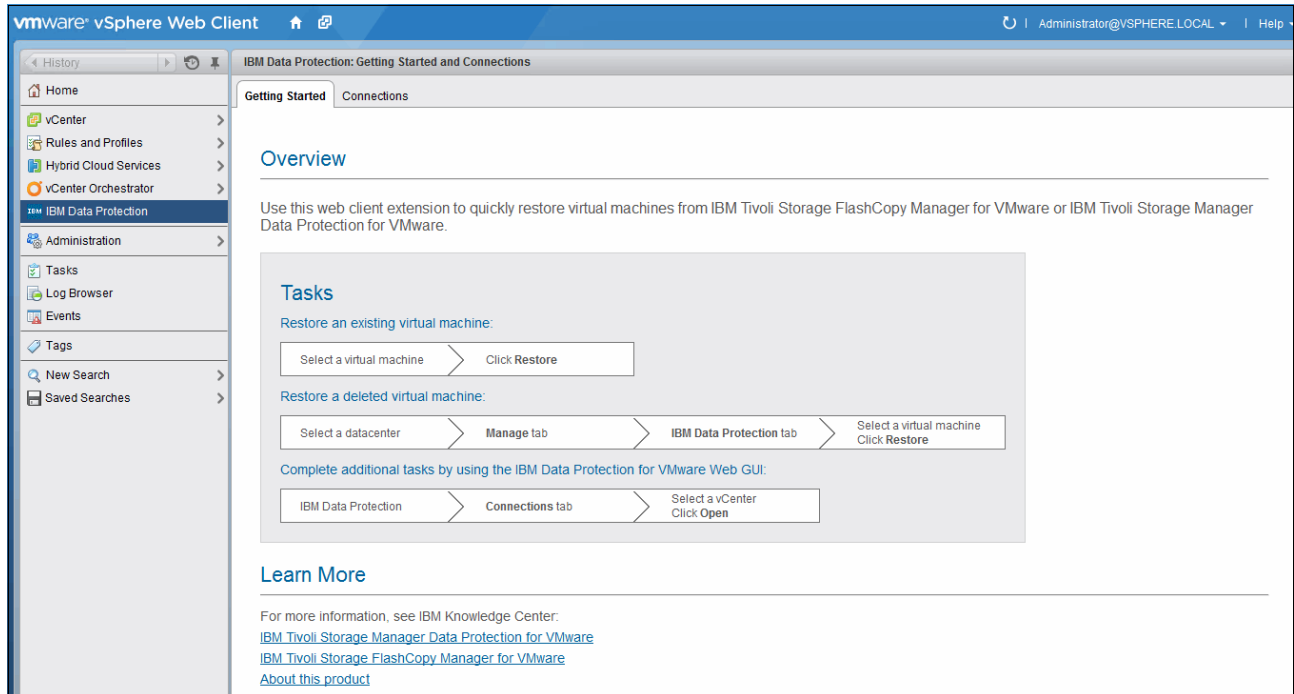 vmware® vSphere Web Client
Administrator@VSPHERE.LOCAL
Help
History
Home
vCenter
Rules and Profiles
Hybrid Cloud Services
vCenter Orchestrator
IBM IBM Data Protection
Administration
Tasks
Log Browser
Events
Tags
New Search
Saved Searches
IBM Data Protection: Getting Started and Connections
Getting Started Connections
Overview
Use this web client extension to quickly restore virtual machines from IBM Tivoli Storage FlashCopy Manager for VMware or IBM Tivoli Storage Manager
Data Protection for VMware.
Tasks
Restore an existing virtual machine:
Select a virtual machine
Click Restore
Restore a deleted virtual machine:
Select a datacenter
Manage tab
IBM Data Protection tab
Select a virtual machine
Click Restore
Complete additional tasks by using the IBM Data Protection for VMware Web GUI:
IBM Data Protection
Connections tab
Select a vCenter
Click Open
Learn More
For more information, see IBM Knowledge Center:
IBM Tivoli Storage Manager Data Protection for VMware
IBM Tivoli Storage FlashCopy Manager for VMware
About this product